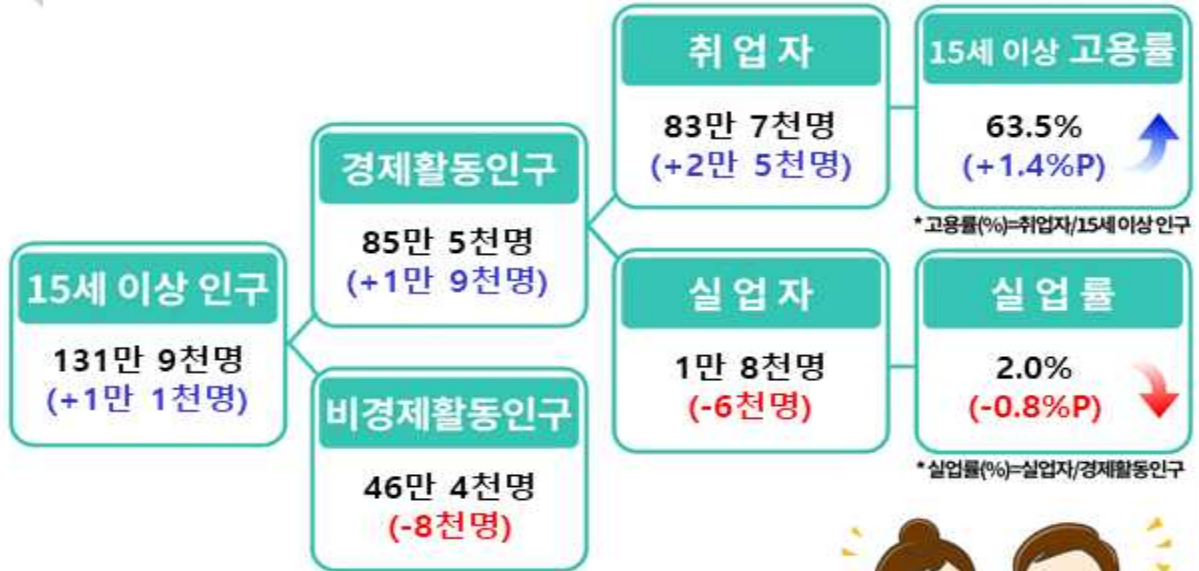 15세 이상 인구
131만 9천명
(+1만 1천명)
경제활동인구
85만 5천명
(+1만 9천명)
비경제활동인구
46만 4천명
(-8천명)
취업자
83만 7천명
(+2만 5천명)
15세 이상 고용률
63.5%
(+1.4%P)
*고용률(%)=취업자/15세 이상 인구
실업자
1만 8천명
(-6천명)
실업률
2.0%
(-0.8%P)
*실업률(%)=실업자/경제활동인구